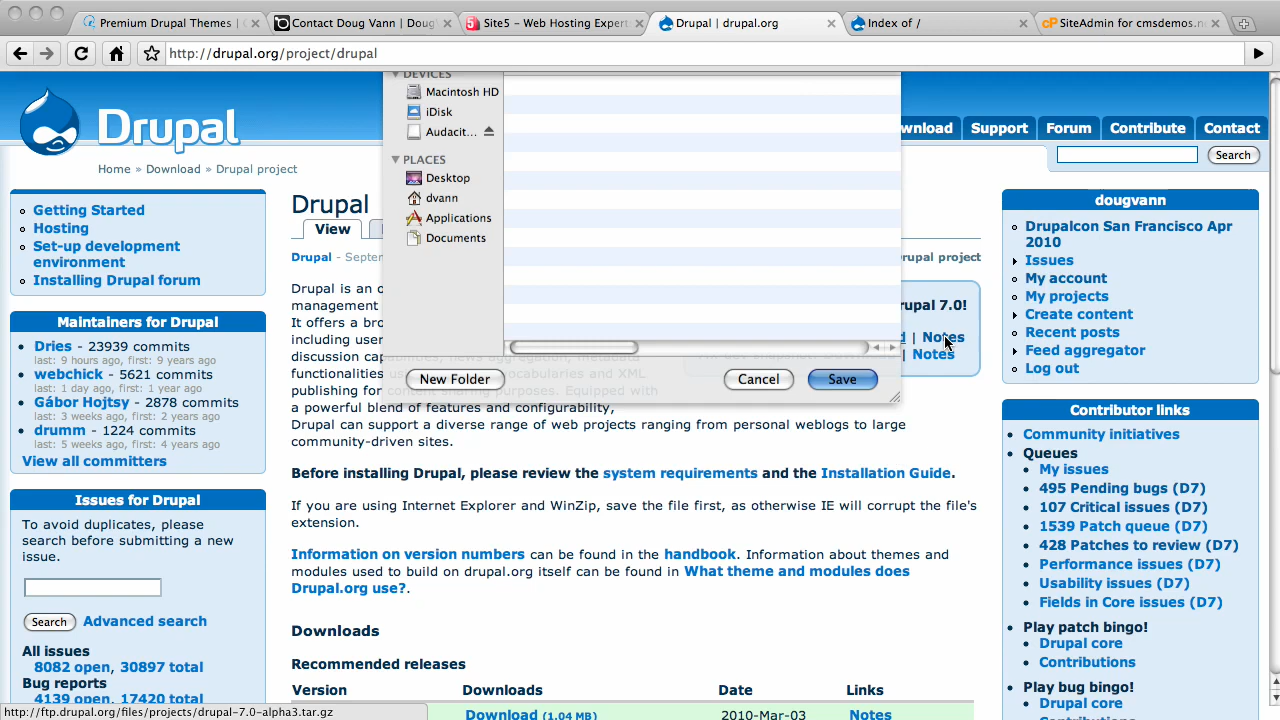 Premium Drupal Themes |
Contact Doug Vann | Doug
Site5 - Web Hosting Expert
Drupal | drupal.org
Index of /
cP SiteAdmin for cmsdemos.ne
http://drupal.org/project/drupal
Drupal
wnload
Support
Forum
Contribute
Contact
Search
Home » Download » Drupal project
DEVICES
Macintosh HD
iDisk
Audacit...
PLACES
Desktop
dvann
Applications
Documents
New Folder
Cancel
Save
Getting Started
Hosting
Set-up development
environment
Installing Drupal forum
Maintainers for Drupal
Dries - 23939 commits
last: 9 hours ago, first: 9 years ago
webchick - 5621 commits
last: 1 day ago, first: 1 year ago
Gábor Hojtsy - 2878 commits
last: 3 weeks ago, first: 2 years ago
drumm - 1224 commits
last: 5 weeks ago, first: 4 years ago
View all committers
Issues for Drupal
To avoid duplicates, please
search before submitting a new
issue.
Search
Advanced search
All issues
8082 open, 30897 total
Bug reports
4139 open, 17420 total
http://ftp.drupal.org/files/projects/drupal-7.0-alpha3.tar.gz
Drupal
View
Drupal - Septem
rupal project
Drupal is an o
management
It offers a bro
including user
discussion cap
functionalities
publishing for content sharing purposes. Equipped with
a powerful blend of features and configurability,
Drupal can support a diverse range of web projects ranging from personal weblogs to large
community-driven sites.
rupal 7.0!
d | Notes
| Notes
Before installing Drupal, please review the system requirements and the Installation Guide.
If you are using Internet Explorer and WinZip, save the file first, as otherwise IE will corrupt the file's
extension.
Information on version numbers can be found in the handbook. Information about themes and
modules used to build on drupal.org itself can be found in What theme and modules does
Drupal.org use?.
Downloads
Recommended releases
Version Downloads Date Links
Download (1.04 MB) 2010-Mar-03 Notes
dougvann
Drupalcon San Francisco Apr
2010
Issues
My account
My projects
Create content
Recent posts
Feed aggregator
Log out
Contributor links
Community initiatives
Queues
My issues
495 Pending bugs (D7)
107 Critical issues (D7)
1539 Patch queue (D7)
428 Patches to review (D7)
Performance issues (D7)
Usability issues (D7)
Fields in Core issues (D7)
Play patch bingo!
Drupal core
Contributions
Play bug bingo!
Drupal core